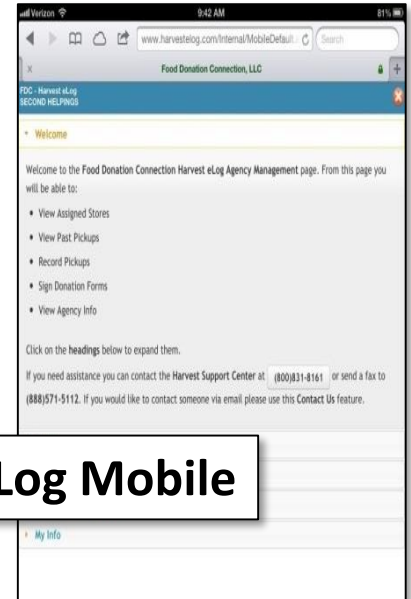 Verizon 9:42 AM 81%
www.harvestelog.com/Internal/MobileDefault. Search
Food Donation Connection, LLC
FDC - Harvest eLog
SECOND HELPINGS
Welcome
Welcome to the Food Donation Connection Harvest eLog Agency Management page. From this page you
will be able to:
• View Assigned Stores
• View Past Pickups
• Record Pickups
• Sign Donation Forms
• View Agency Info
Click on the headings below to expand them.
If you need assistance you can contact the Harvest Support Center at (800)831-8161 or send a fax to
(888)571-5112. If you would like to contact someone via email please use this Contact Us feature.
Log Mobile
My Info